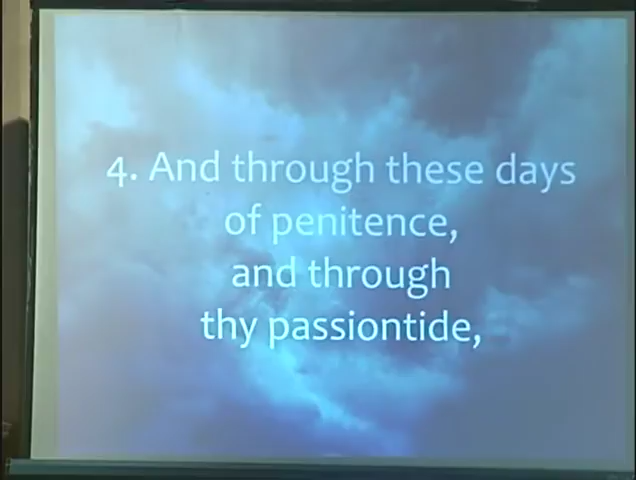 4. And through these days
of penitence,
and through
thy passiontide,